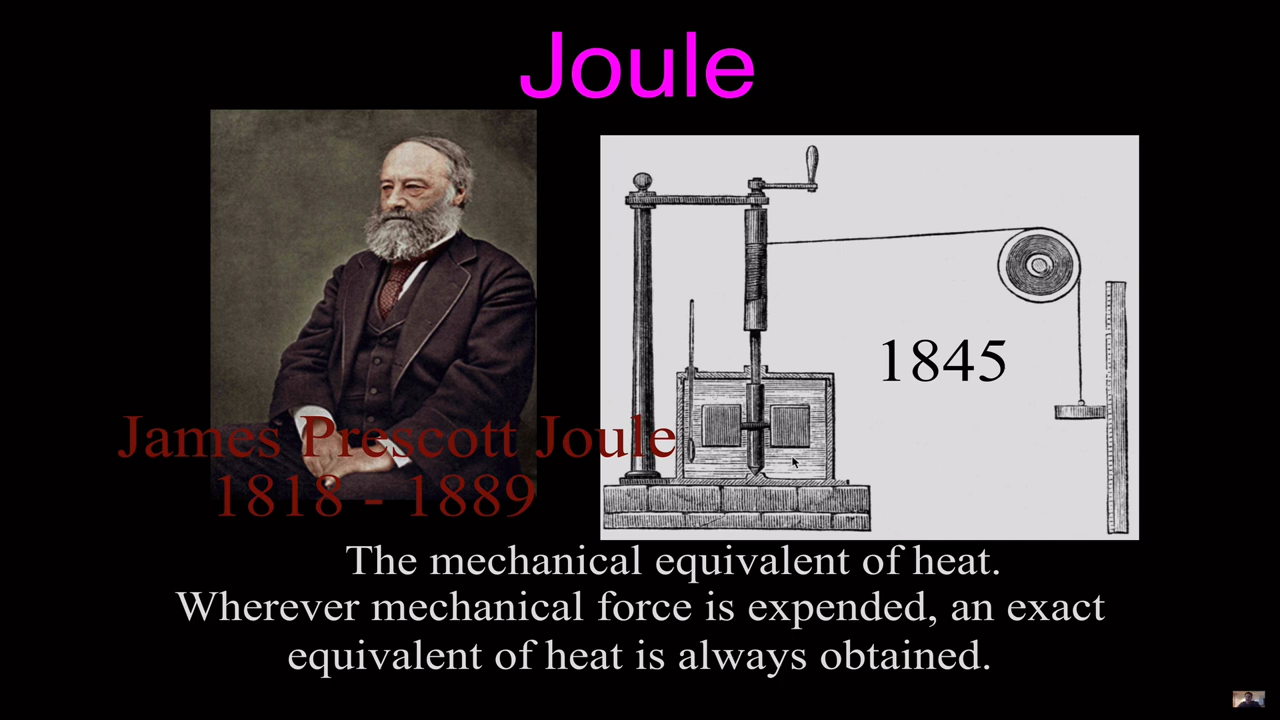 Joule
1845
James Prescott Joule
1818 - 1889
The mechanical equivalent of heat.
Wherever mechanical force is expended, an exact
equivalent of heat is always obtained.